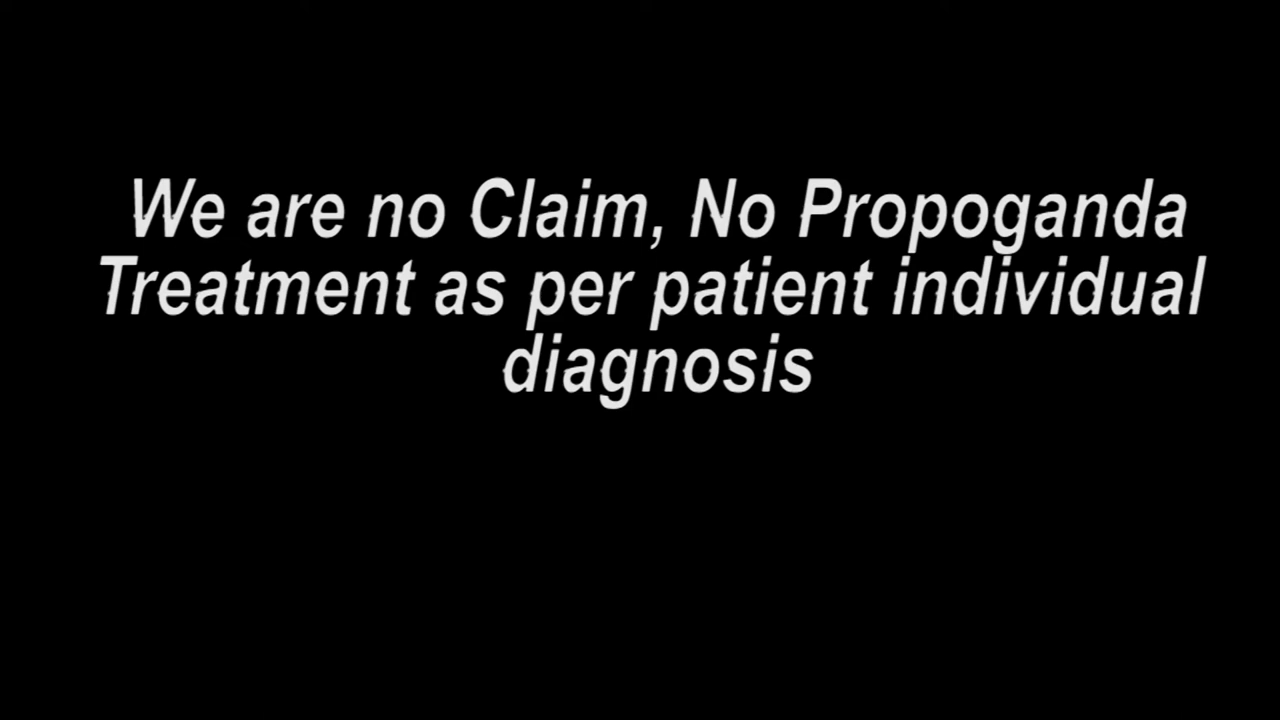 We are no Claim, No Propoganda
Treatment as per patient individual
diagnosis